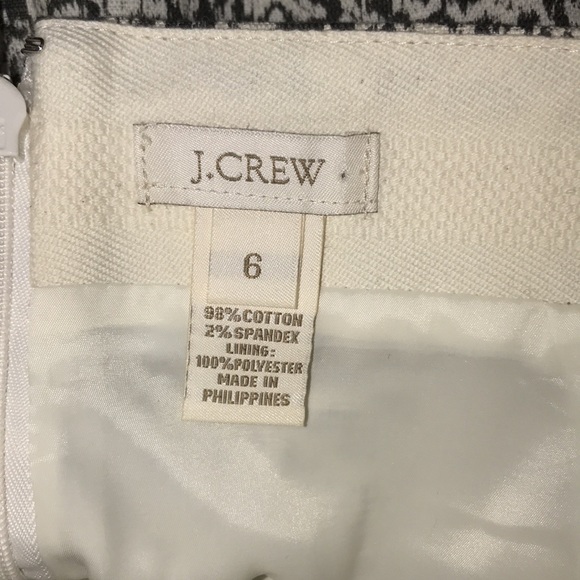 J.CREW
6
98% COTTON
2% SPANDEX
LINING:
100% POLYESTER
MADE IN
PHILIPPINES